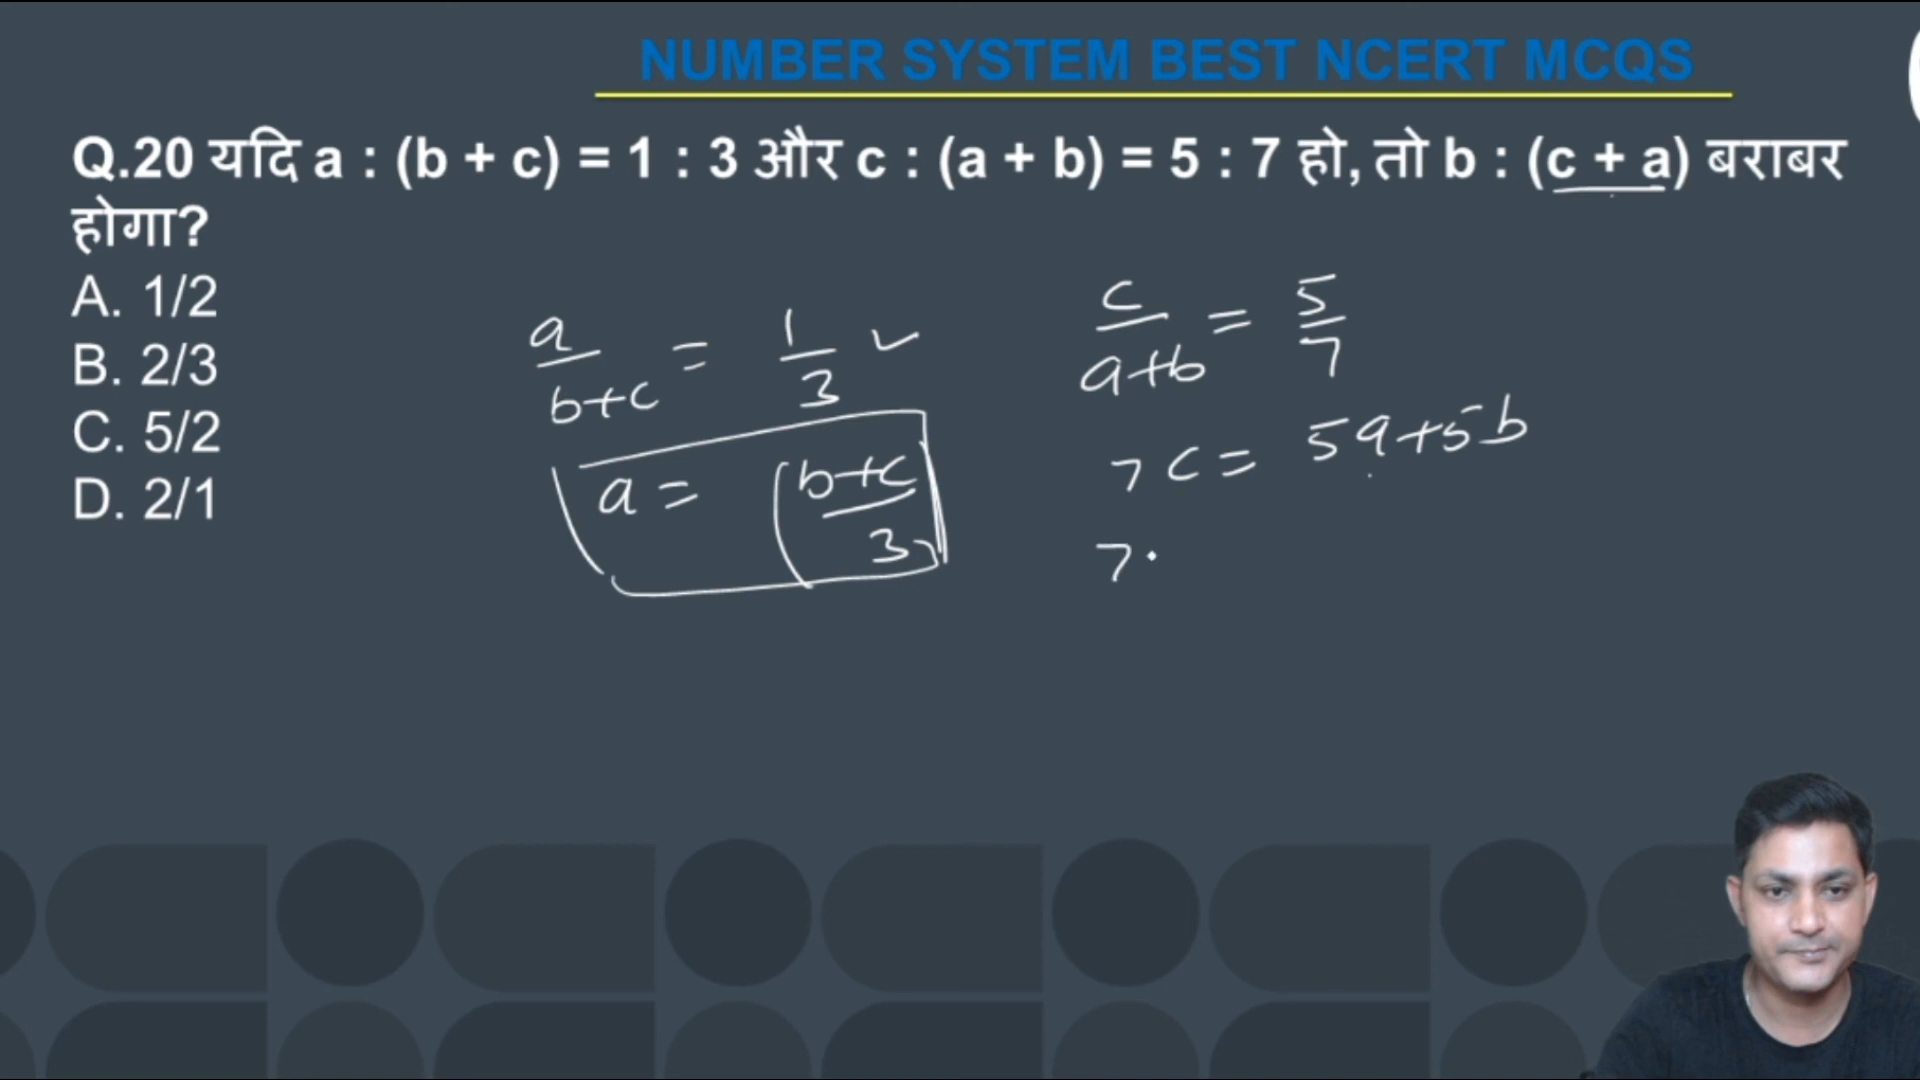 NUMBER SYSTEM BEST NCERT MCQS
Q.20 यदि a : (b + c) = 1 : 3 और c : (a + b) = 5 : 7 हो, तो b : (c + a) बराबर
होगा?
A. 1/2
B. 2/3
C. 5/2
D. 2/1
a/b+c = 1/3 ✓
a = (b+c/3)
c/a+b = 5/7
7c = 5a+5b
7